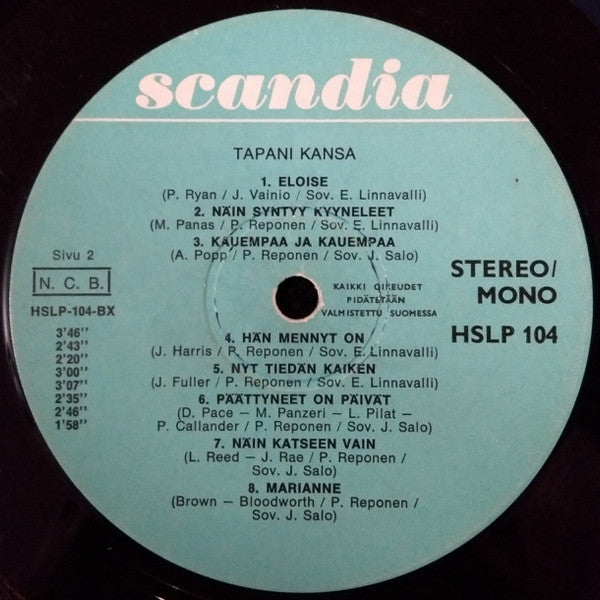 scandia
TAPANI KANSA
1. ELOISE
(P. Ryan / J. Vainio / Sov. E. Linnavalli)
2. NÄIN SYNTYY KYYNELEET
(M. Panas / P. Reponen / Sov. E. Linnavalli)
3. KAUEMPAA JA KAUEMPAA
(A. Popp / P. Reponen / Sov. J. Salo)
Sivu 2
N. C. B.
HSLP-104-BX
3'46''
2'43''
2'20''
3'00''
3'07''
2'35''
2'46''
1'58''
KAIKKI OIKEUDET
PIDÄTETÄÄN
VALMISTETTU SUOMESSA
STEREO/
MONO
HSLP 104
4. HÄN MENNYT ON
(J. Harris / P. Reponen / Sov. E. Linnavalli)
5. NYT TIEDÄN KAIKEN
(J. Fuller / P. Reponen / Sov. E. Linnavalli)
6. PÄÄTTYNEET ON PÄIVÄT
(D. Pace — M. Panzeri — L. Pilat —
P. Callander / P. Reponen / Sov. J. Salo)
7. NÄIN KATSEEN VAIN
(L. Reed — J. Rae / P. Reponen /
Sov. J. Salo)
8. MARIANNE
(Brown — Bloodworth / P. Reponen /
Sov. J. Salo)